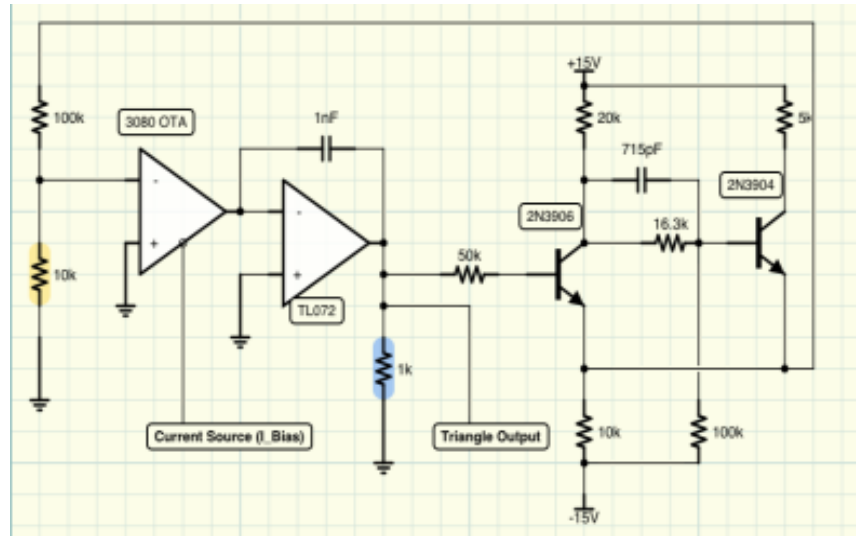 +15V
100k
3080 OTA
1nF
20k
5k
715pF
2N3904
2N3906
16.3k
-
-
50k
+
+
10k
TL072
1k
Current Source (I_Bias)
Triangle Output
10k
100k
-15V